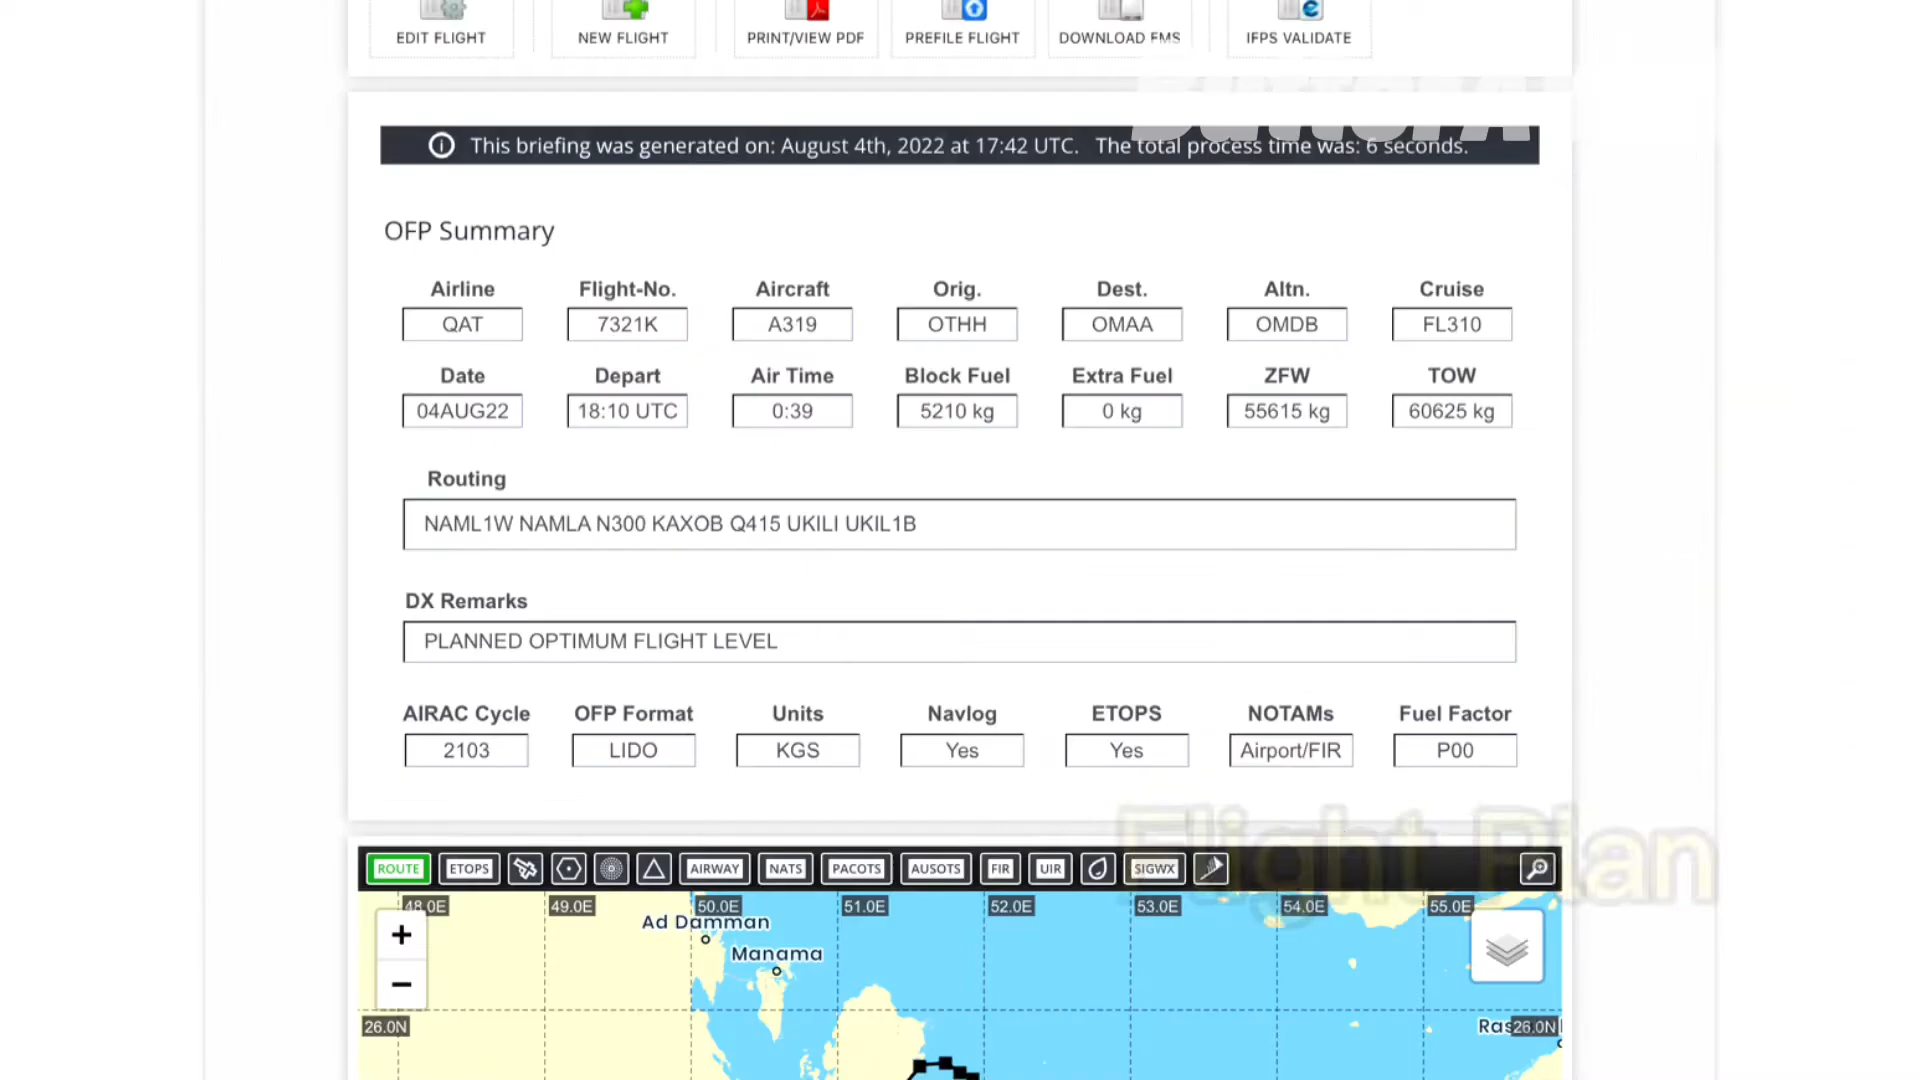 EDIT FLIGHT NEW FLIGHT PRINT/VIEW PDF PREFILE FLIGHT DOWNLOAD FMS IFPS VALIDATE
This briefing was generated on: August 4th, 2022 at 17:42 UTC. The total process time was: 6 seconds.
OFP Summary
Airline Flight-No. Aircraft Orig. Dest. Altn. Cruise
QAT 7321K A319 OTHH OMAA OMDB FL310
Date Depart Air Time Block Fuel Extra Fuel ZFW TOW
04AUG22 18:10 UTC 0:39 5210 kg 0 kg 55615 kg 60625 kg
Routing
NAML1W NAMLA N300 KAXOB Q415 UKILI UKIL1B
DX Remarks
PLANNED OPTIMUM FLIGHT LEVEL
AIRAC Cycle OFP Format Units Navlog ETOPS NOTAMs Fuel Factor
2103 LIDO KGS Yes Yes Airport/FIR P00
Flight Plan
ROUTE ETOPS AIRWAY NATS PACOTS AUSOTS FIR UIR SIGWX
48.0E 49.0E 50.0E 51.0E 52.0E 53.0E 54.0E 55.0E
Ad Damman
+
Manama
−
26.0N Ras 26.0N